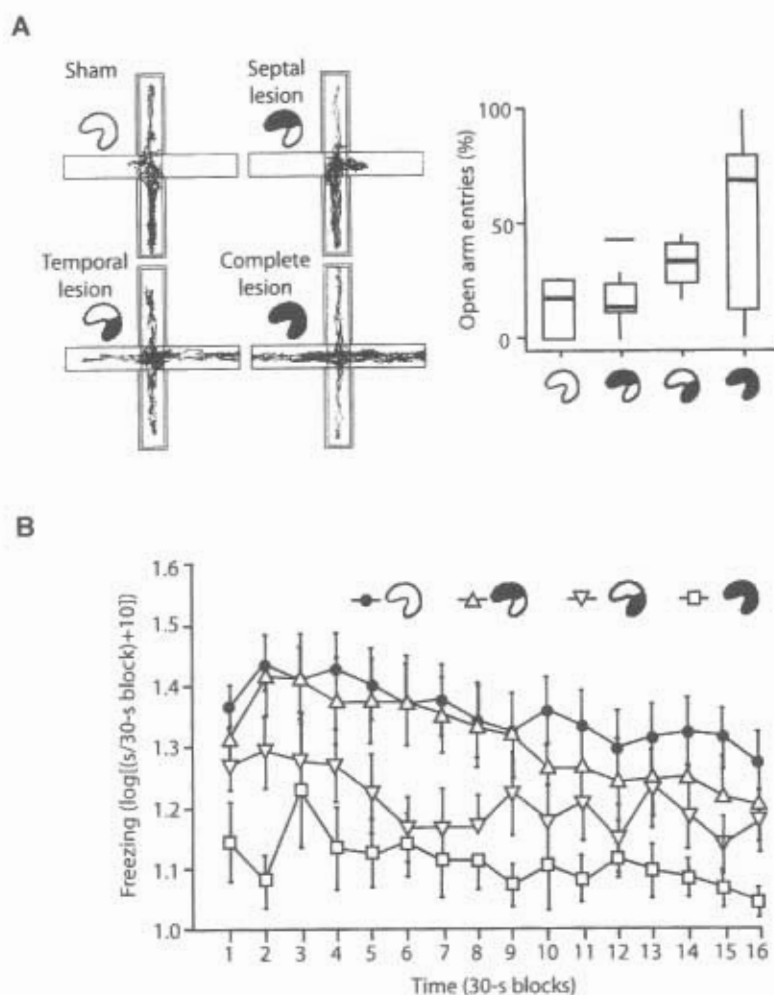 A
Sham
Septal
lesion
Temporal
lesion
Complete
lesion
Open arm entries (%)
100
50
0
B
Freezing (log[(s/30-s block)+10])
1.6
1.5
1.4
1.3
1.2
1.1
1.0
1 2 3 4 5 6 7 8 9 10 11 12 13 14 15 16
Time (30-s blocks)